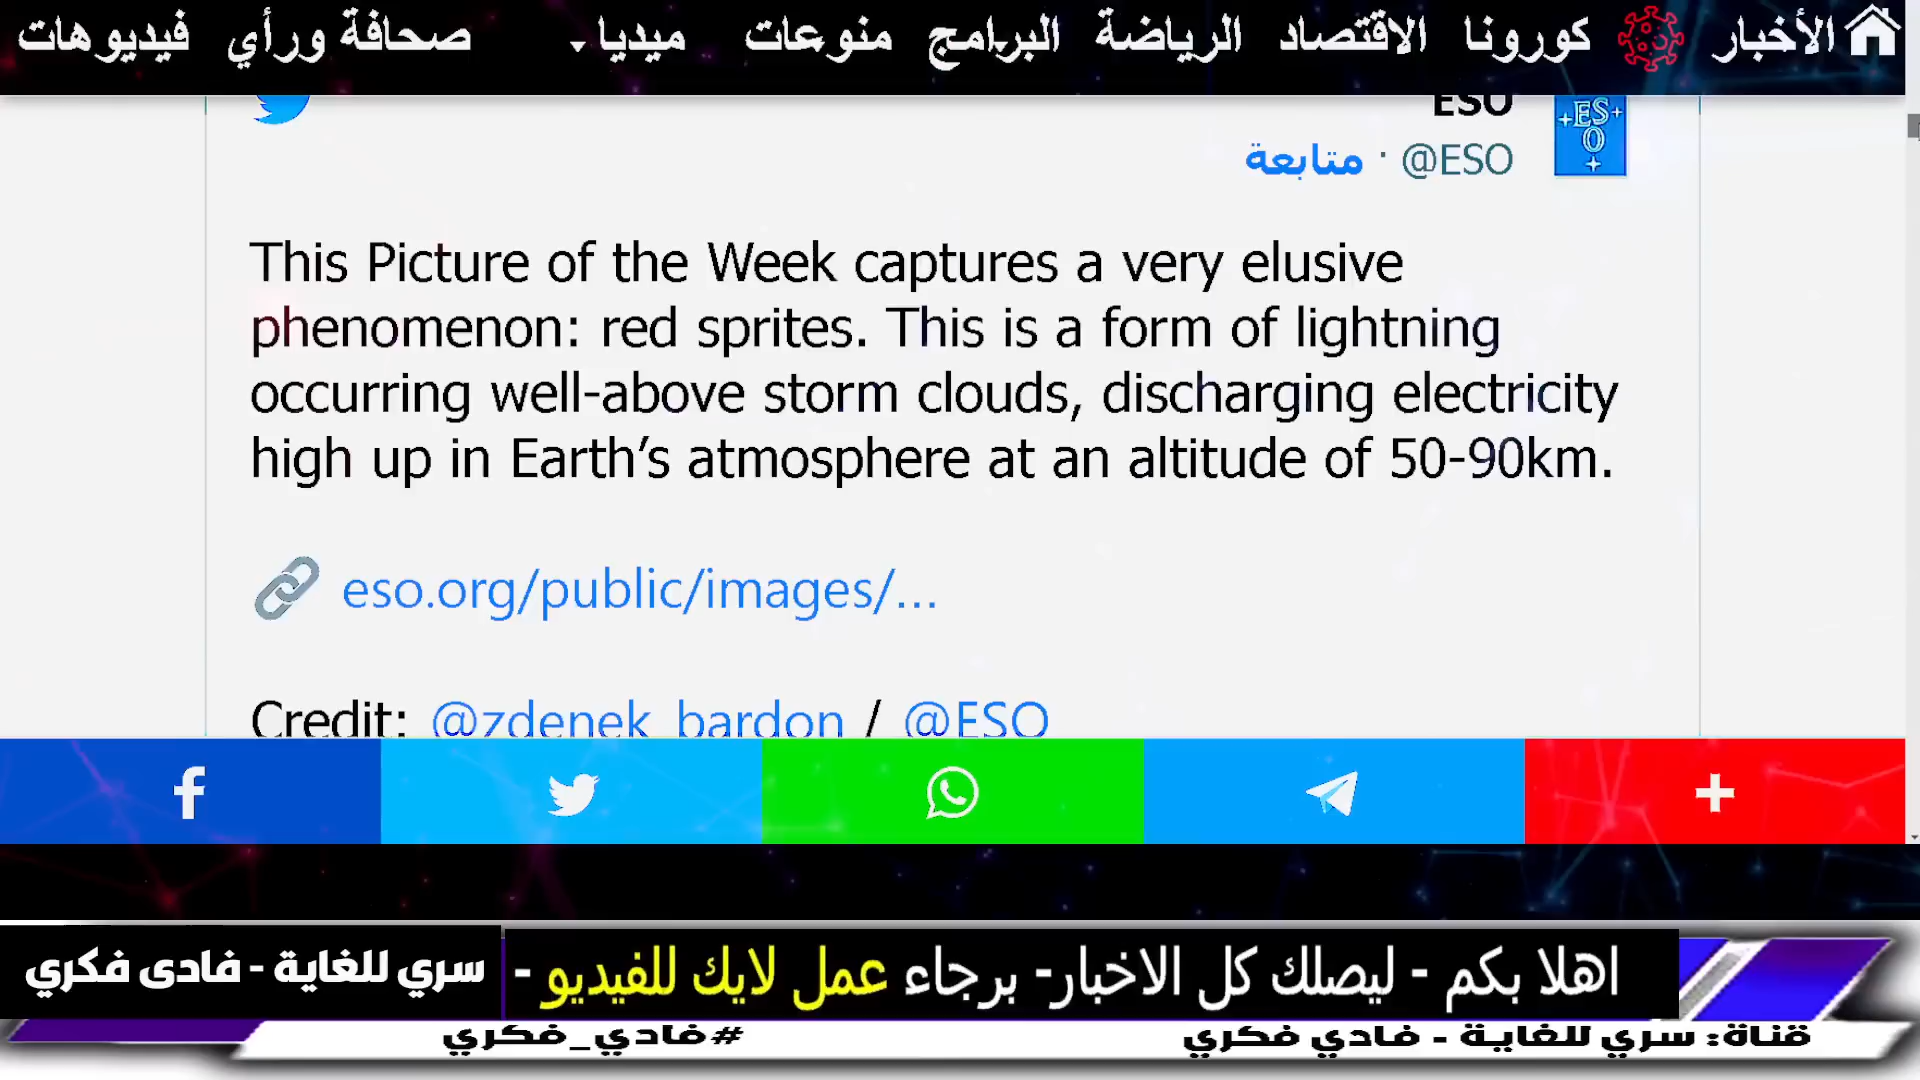 الأخبار كورونا الاقتصاد الرياضة البرامج منوعات ميديا صحافة ورأي فيديوهات
ESO
ESO
@ESO · متابعة
This Picture of the Week captures a very elusive
phenomenon: red sprites. This is a form of lightning
occurring well-above storm clouds, discharging electricity
high up in Earth’s atmosphere at an altitude of 50-90km.
eso.org/public/images/...
Credit: @zdenek_bardon / @ESO
اهلا بكم - ليصلك كل الاخبار- برجاء عمل لايك للفيديو -
سري للغاية - فادى فكري
قناة: سري للغاية - فادي فكري
#فادي_فكري